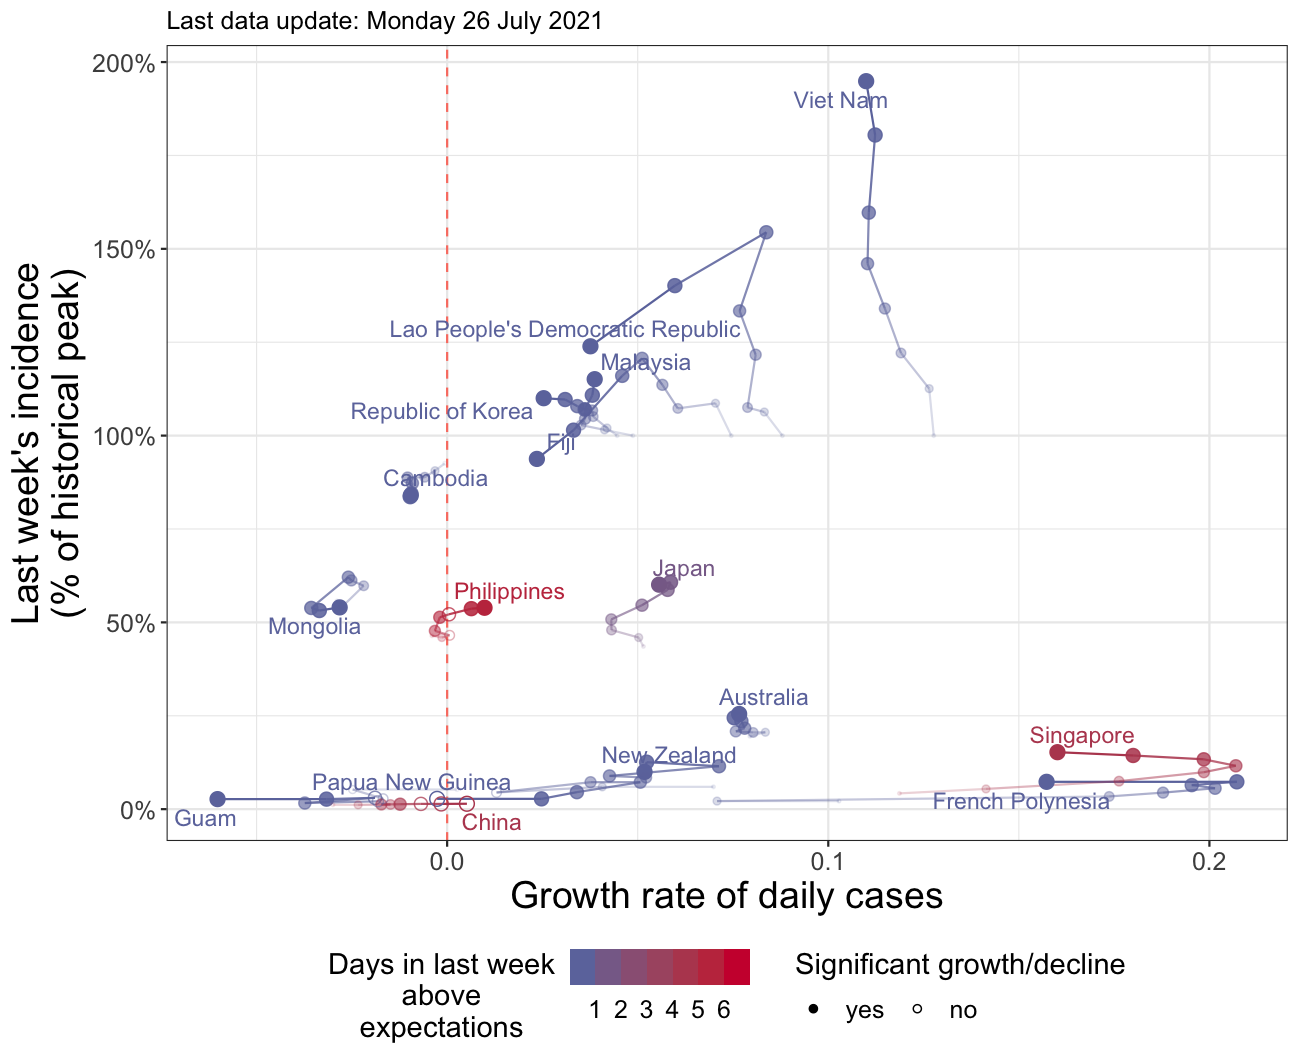 Last data update: Monday 26 July 2021
Last week's incidence
(% of historical peak)
200%
150%
100%
50%
0%
Viet Nam
Lao People's Democratic Republic
Malaysia
Republic of Korea
Fiji
Cambodia
Japan
Philippines
Mongolia
Australia
Singapore
New Zealand
Papua New Guinea
French Polynesia
Guam
China
0.0
0.1
0.2
Growth rate of daily cases
Days in last week
above
expectations
1 2 3 4 5 6
Significant growth/decline
yes no